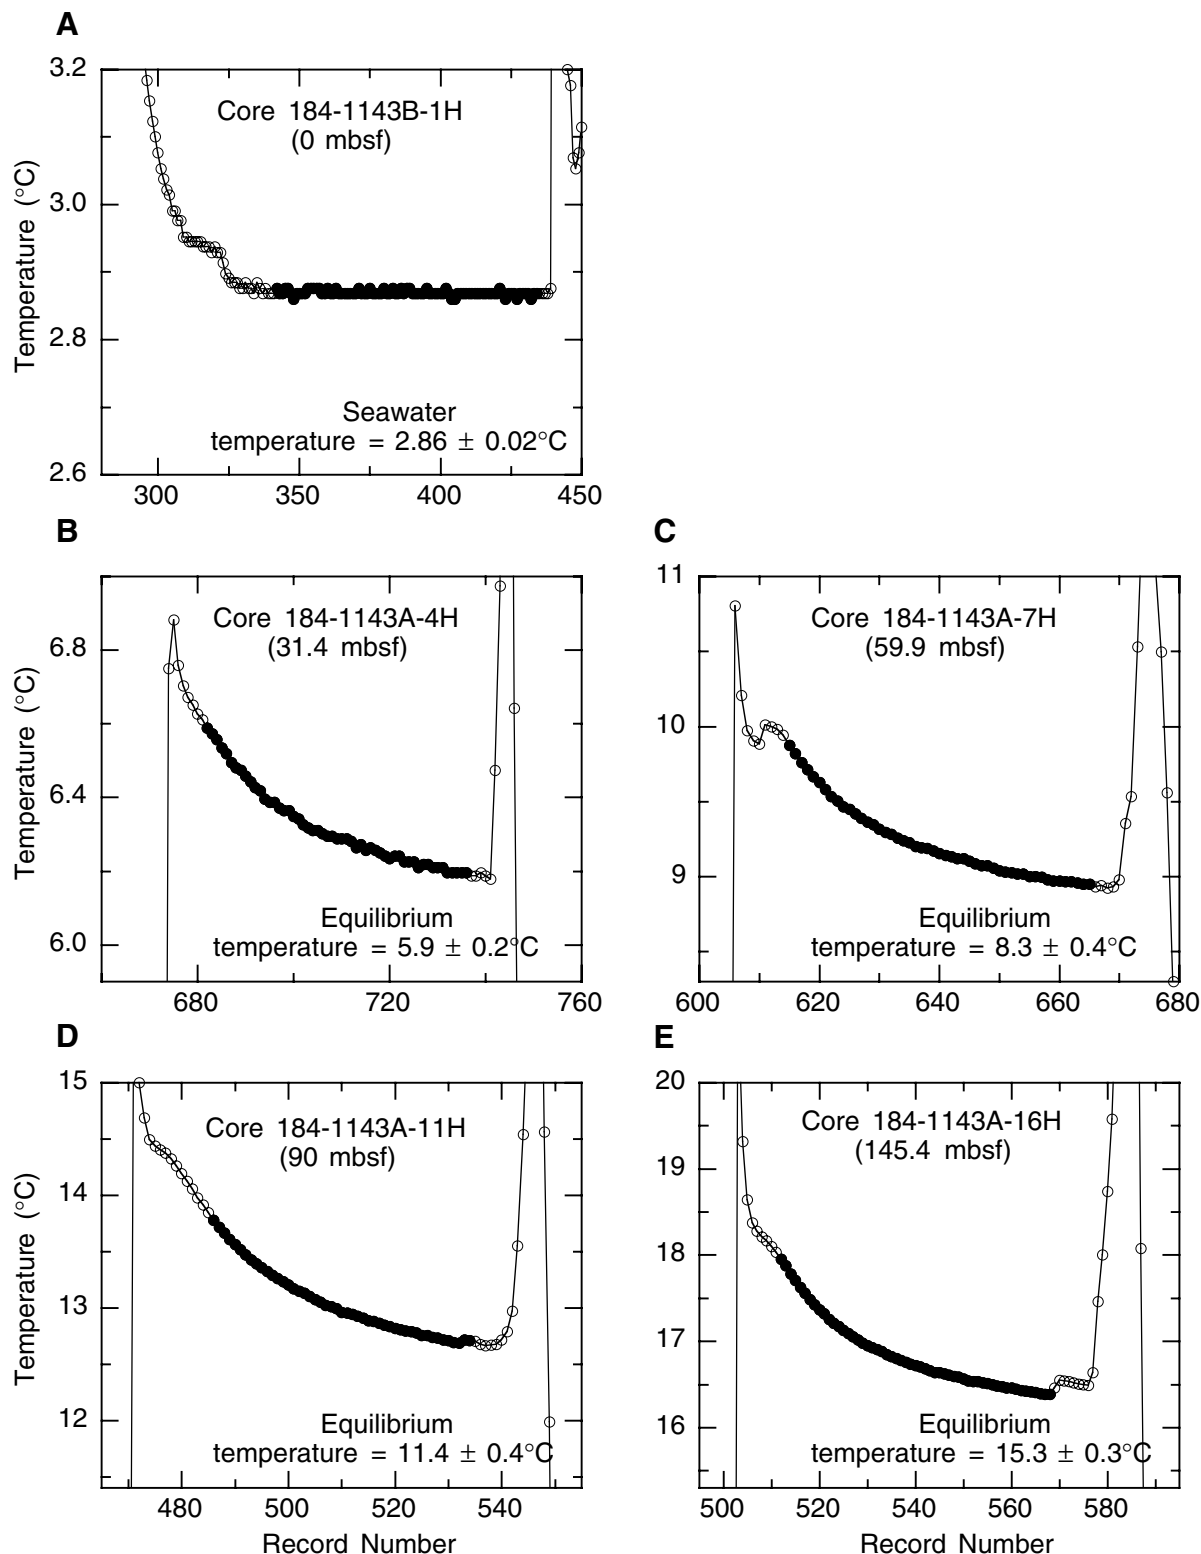 A
3.2
3.0
2.8
2.6
Temperature (°C)
Core 184-1143B-1H
(0 mbsf)
Seawater
temperature = 2.86 ± 0.02°C
300 350 400 450
B
6.8
6.4
6.0
Temperature (°C)
Core 184-1143A-4H
(31.4 mbsf)
Equilibrium
temperature = 5.9 ± 0.2°C
680 720 760
C
11
10
9
Core 184-1143A-7H
(59.9 mbsf)
Equilibrium
temperature = 8.3 ± 0.4°C
600 620 640 660 680
D
15
14
13
12
Temperature (°C)
Core 184-1143A-11H
(90 mbsf)
Equilibrium
temperature = 11.4 ± 0.4°C
480 500 520 540
Record Number
E
20
19
18
17
16
Core 184-1143A-16H
(145.4 mbsf)
Equilibrium
temperature = 15.3 ± 0.3°C
500 520 540 560 580
Record Number